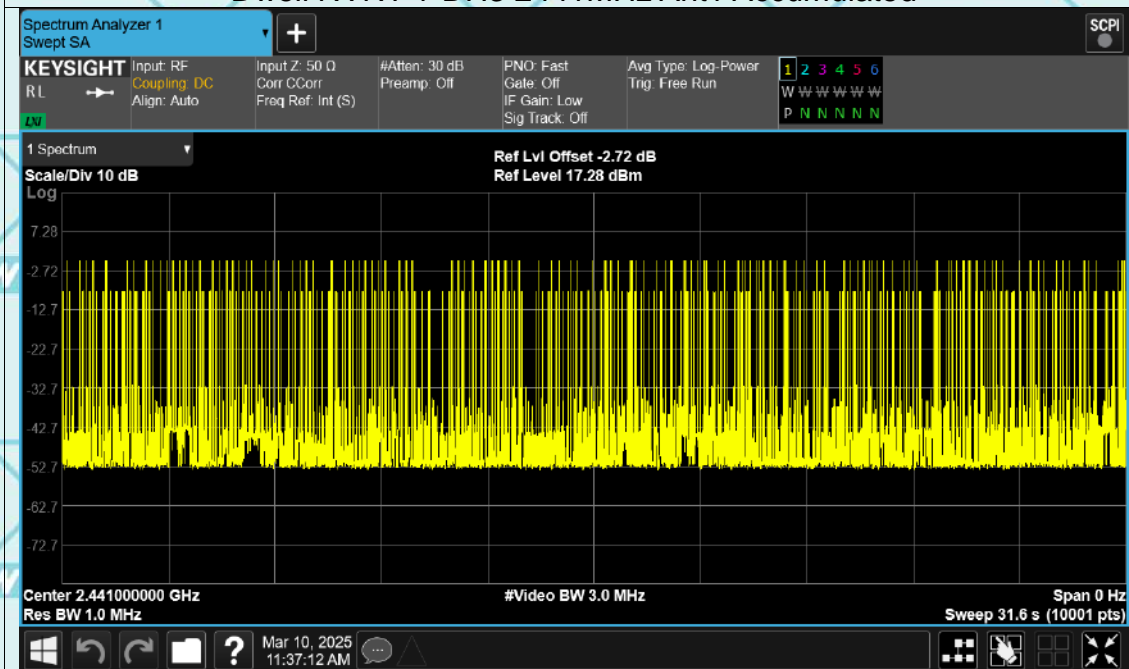 Spectrum Analyzer 1
Swept SA
+
SCPI
KEYSIGHT
RL
LXI
Input: RF
Coupling: DC
Align: Auto
Input Z: 50 Ω
Corr CCorr
Freq Ref: Int (S)
#Atten: 30 dB
Preamp: Off
PNO: Fast
Gate: Off
IF Gain: Low
Sig Track: Off
Avg Type: Log-Power
Trig: Free Run
1 2 3 4 5 6
W W W W W W
P N N N N N
1 Spectrum
Scale/Div 10 dB
Ref Lvl Offset -2.72 dB
Ref Level 17.28 dBm
Log
7.28
-2.72
-12.7
-22.7
-32.7
-42.7
-52.7
-62.7
-72.7
Center 2.441000000 GHz
#Video BW 3.0 MHz
Span 0 Hz
Res BW 1.0 MHz
Sweep 31.6 s (10001 pts)
?
Mar 10, 2025
11:37:12 AM